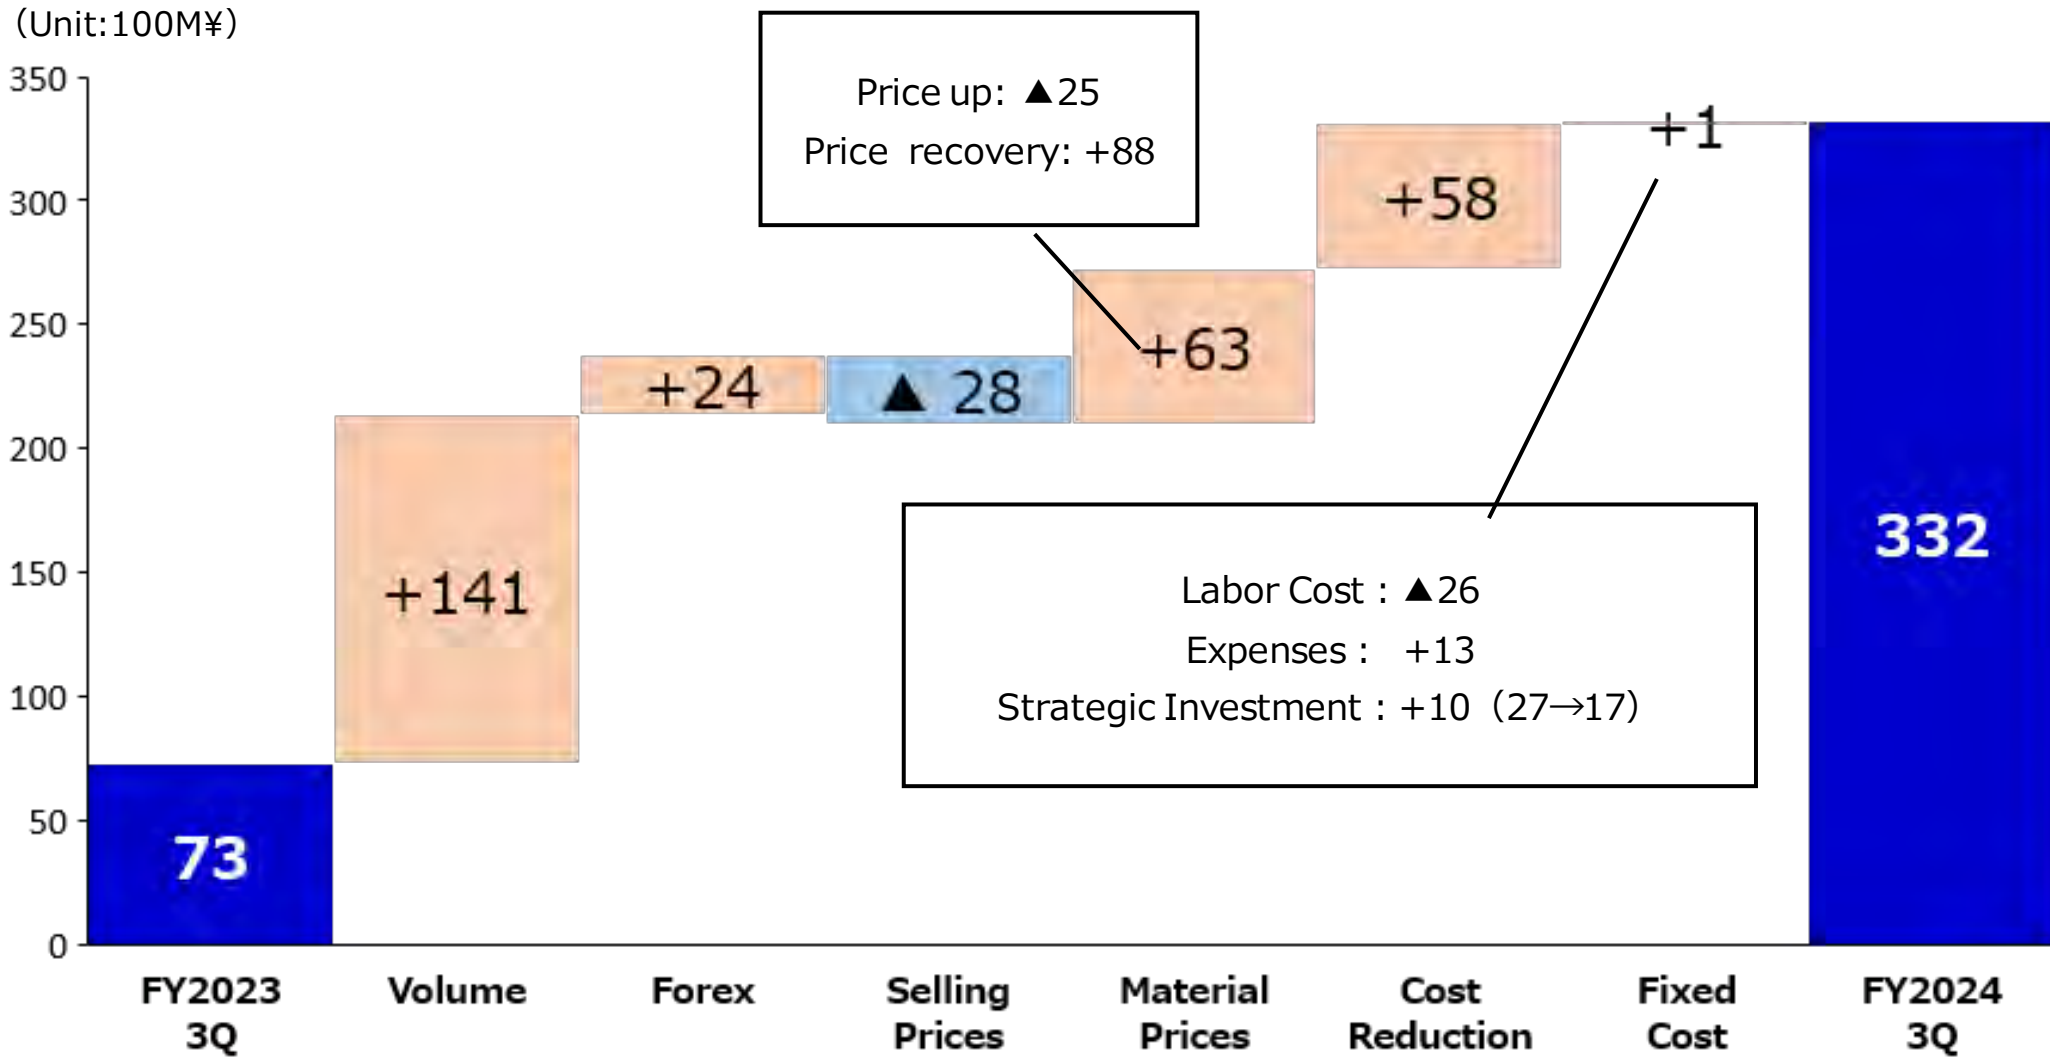 （Unit:100M¥）
350
300
250
200
150
100
50
0
Price up: ▲25
Price recovery: +88
73
+141
+24
▲ 28
+63
+58
+1
332
Labor Cost : ▲26
Expenses : +13
Strategic Investment : +10（27→17）
FY2023
3Q
Volume
Forex
Selling
Prices
Material
Prices
Cost
Reduction
Fixed
Cost
FY2024
3Q